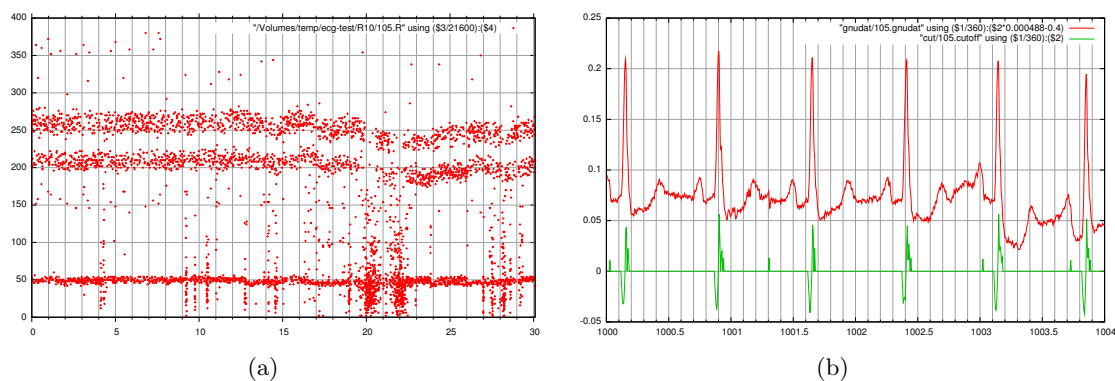 "/Volumes/temp/ecg-test/R10/105.R" using ($3/21600):($4)
400
350
300
250
200
150
100
50
0
0 5 10 15 20 25 30
(a)
"gnudat/105.gnudat" using ($1/360):($2*0.000488-0.4)
"cut/105.cutoff" using ($1/360):($2)
0.25
0.2
0.15
0.1
0.05
0
-0.05
1000 1000.5 1001 1001.5 1002 1002.5 1003 1003.5 1004
(b)